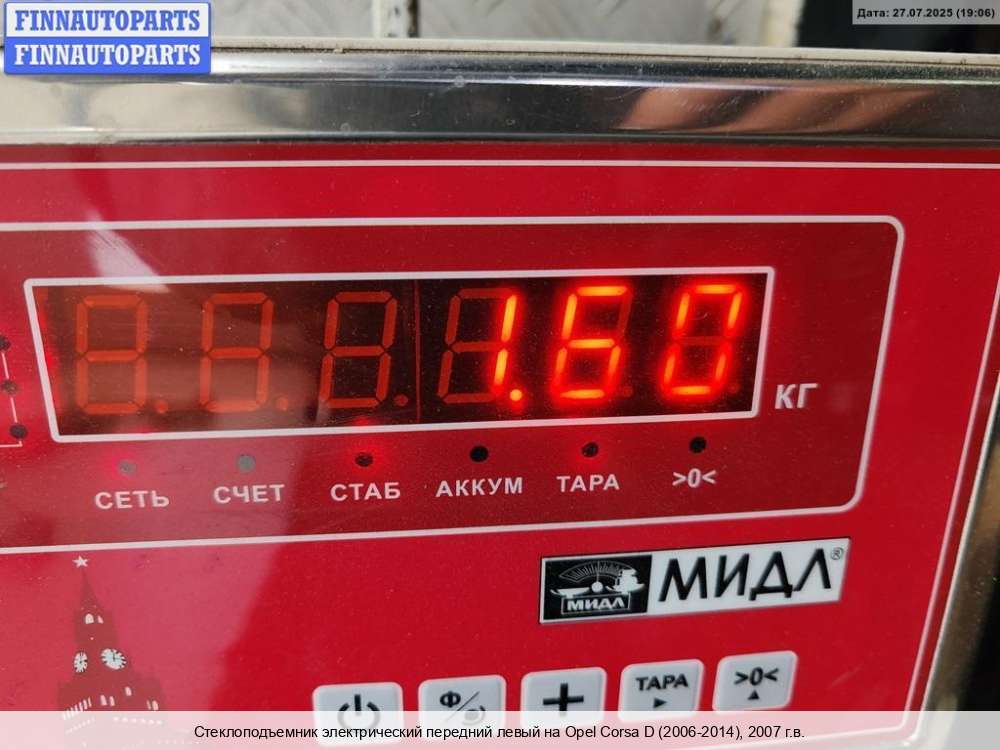 FINNAUTOPARTS
FINNAUTOPARTS
Дата: 27.07.2025 (19:06)
1.60
КГ
СЕТЬ СЧЕТ СТАБ АККУМ ТАРА >0<
МИДЛ МИДЛ®
Ф + ТАРА >0<
Стеклоподъемник электрический передний левый на Opel Corsa D (2006-2014), 2007 г.в.